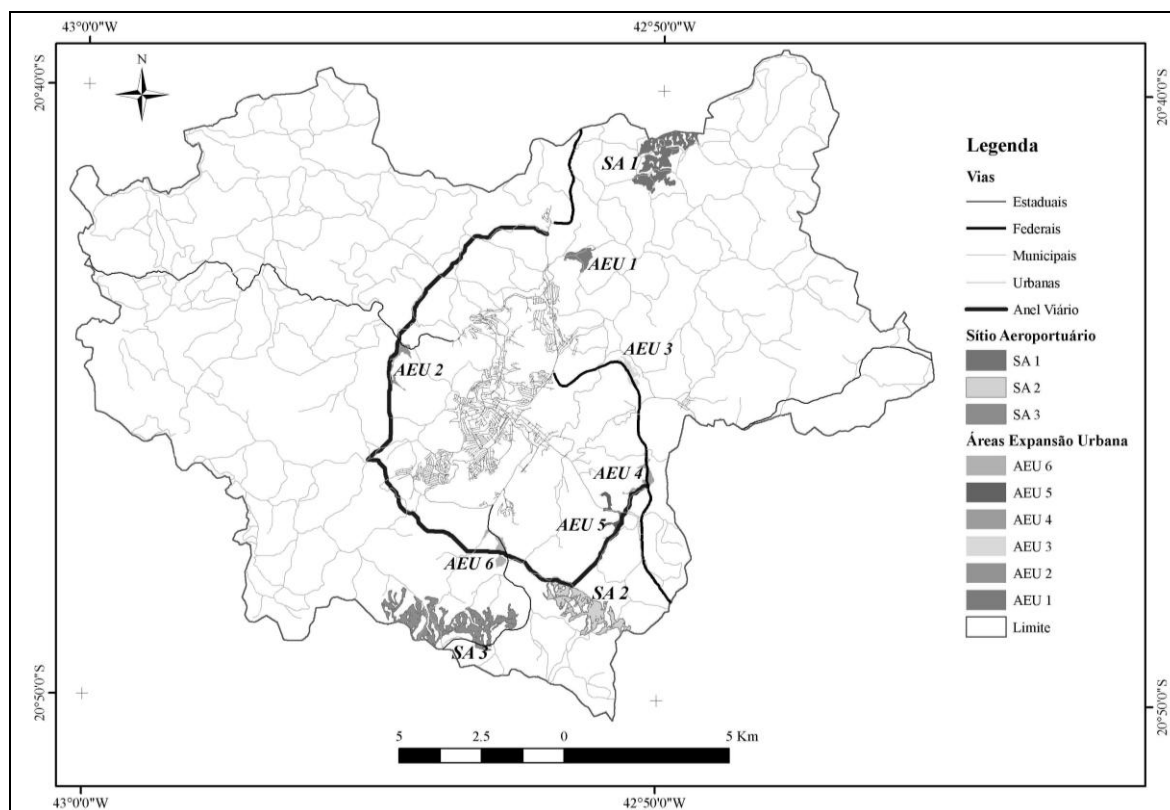 43°0'0"W
42°50'0"W
20°40'0"S
20°40'0"S
N
SA 1
AEU 1
AEU 2
AEU 3
AEU 4
AEU 5
AEU 6
SA 2
SA 3
Legenda
Vias
Estaduais
Federais
Municipais
Urbanas
Anel Viário
Sítio Aeroportuário
SA 1
SA 2
SA 3
Áreas Expansão Urbana
AEU 6
AEU 5
AEU 4
AEU 3
AEU 2
AEU 1
Limite
20°50'0"S
20°50'0"S
5 2.5 0 5 Km
43°0'0"W
42°50'0"W